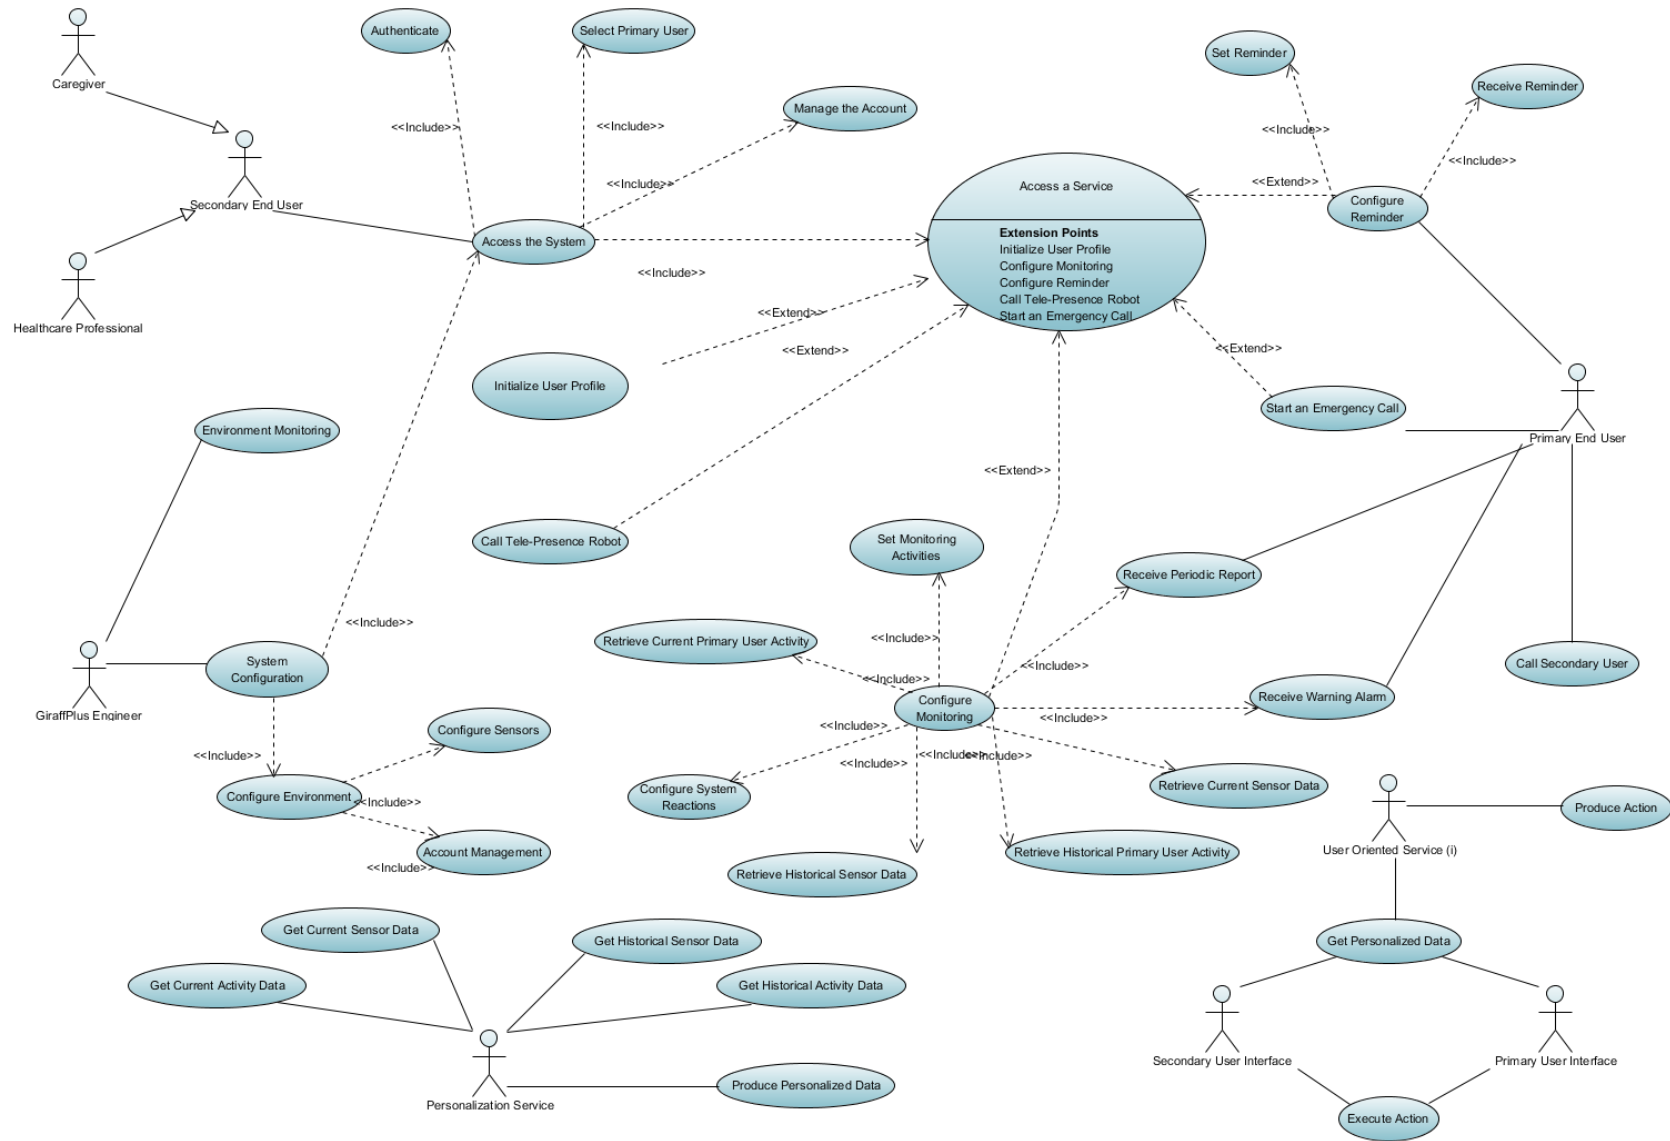 Authenticate
Select Primary User
Set Reminder
Caregiver
Receive Reminder
Manage the Account
<<Include>>
<<Include>>
<<Include>>
<<Include>>
<<Include>>
<<Extend>>
Access a Service
Secondary End User
Configure
Reminder
Access the System
Extension Points
Initialize User Profile
Configure Monitoring
Configure Reminder
Call Tele-Presence Robot
Start an Emergency Call
<<Include>>
Healthcare Professional
<<Extend>>
<<Extend>>
<<Extend>>
Initialize User Profile
Start an Emergency Call
Environment Monitoring
Primary End User
<<Extend>>
Call Tele-Presence Robot
Set Monitoring
Activities
Receive Periodic Report
<<Include>>
<<Include>>
Retrieve Current Primary User Activity
System
Configuration
<<Include>>
Call Secondary User
<<Include>>
Configure
Monitoring
Receive Warning Alarm
GiraffPlus Engineer
<<Include>>
<<Include>>
Configure Sensors
<<Include>>
<<Include>>
<<Include>>
<<Include>>
Retrieve Current Sensor Data
Configure Environment
<<Include>>
Configure System
Reactions
Produce Action
User Oriented Service (i)
Account Management
<<Include>>
Retrieve Historical Primary User Activity
Retrieve Historical Sensor Data
Get Current Sensor Data
Get Historical Sensor Data
Get Personalized Data
Get Current Activity Data
Get Historical Activity Data
Secondary User Interface
Primary User Interface
Produce Personalized Data
Personalization Service
Execute Action